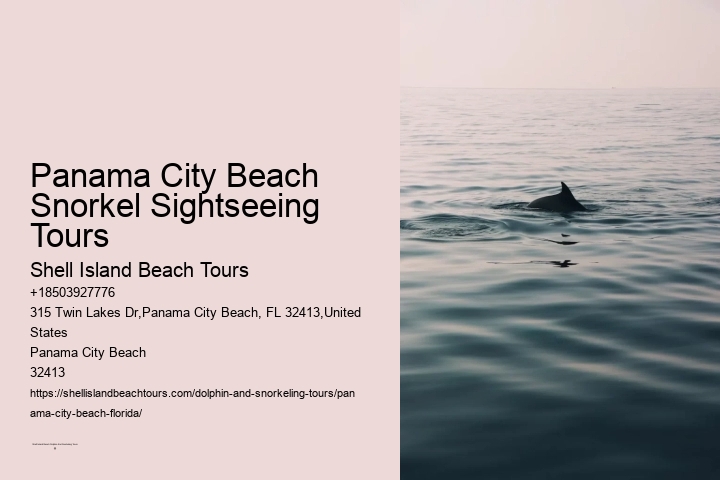 Panama City Beach
Snorkel Sightseeing
Tours
Shell Island Beach Tours
+18503927776
315 Twin Lakes Dr,Panama City Beach, FL 32413,United
States
Panama City Beach
32413
https://shellislandbeachtours.com/dolphin-and-snorkeling-tours/pan
ama-city-beach-florida/